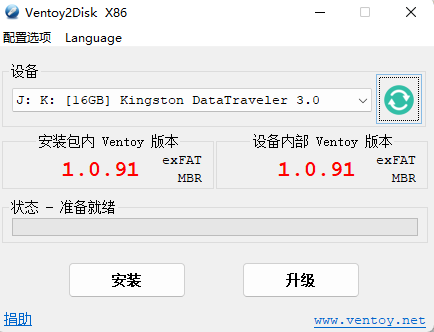 Ventoy2Disk X86
配置选项 Language
设备
J: K: [16GB] Kingston DataTraveler 3.0
安装包内 Ventoy 版本
1.0.91
exFAT
MBR
设备内部 Ventoy 版本
1.0.91
exFAT
MBR
状态 - 准备就绪
安装
升级
捐助
www.ventoy.net